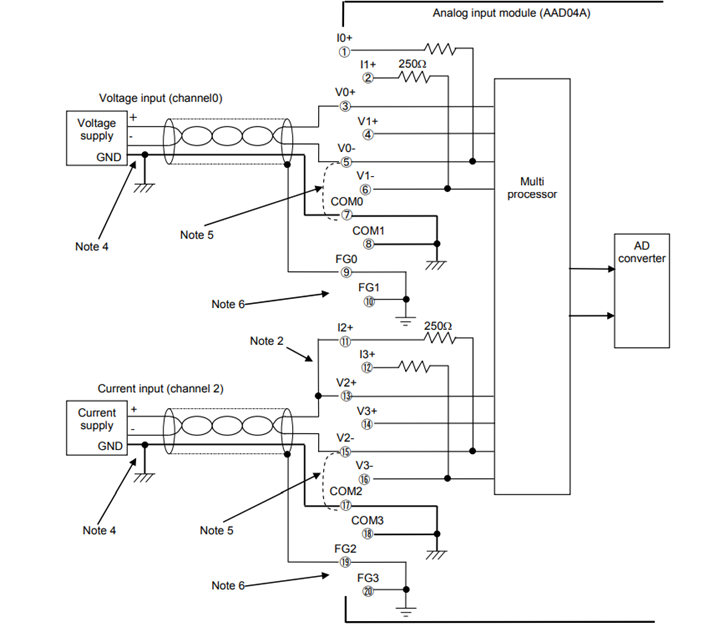 Analog input module (AAD04A)
I0+
①
I1+
②
250Ω
V0+
③
Voltage input (channel0)
Voltage
supply
+
-
GND
V1+
④
V0-
⑤
V1-
⑥
COM0
⑦
COM1
⑧
FG0
⑨
FG1
⑩
Multi
processor
AD
converter
Note 4
Note 5
Note 6
Note 2
I2+
⑪
250Ω
I3+
⑫
V2+
⑬
Current input (channel 2)
Current
supply
+
-
GND
V3+
⑭
V2-
⑮
V3-
⑯
COM2
⑰
COM3
⑱
FG2
⑲
FG3
⑳
Note 4
Note 5
Note 6